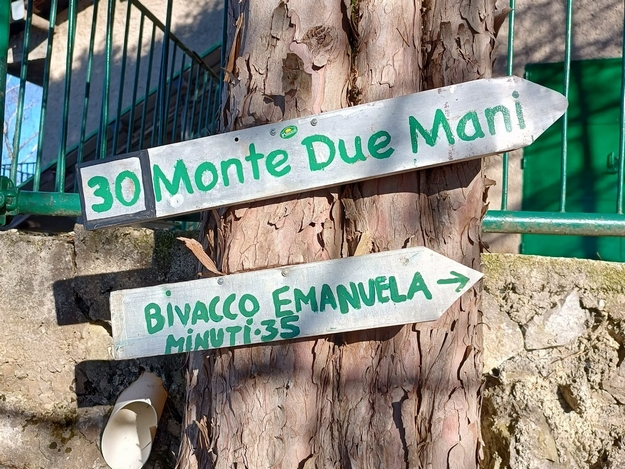 30 Monte Due Mani
BIVACCO EMANUELA →
MINUTI·35